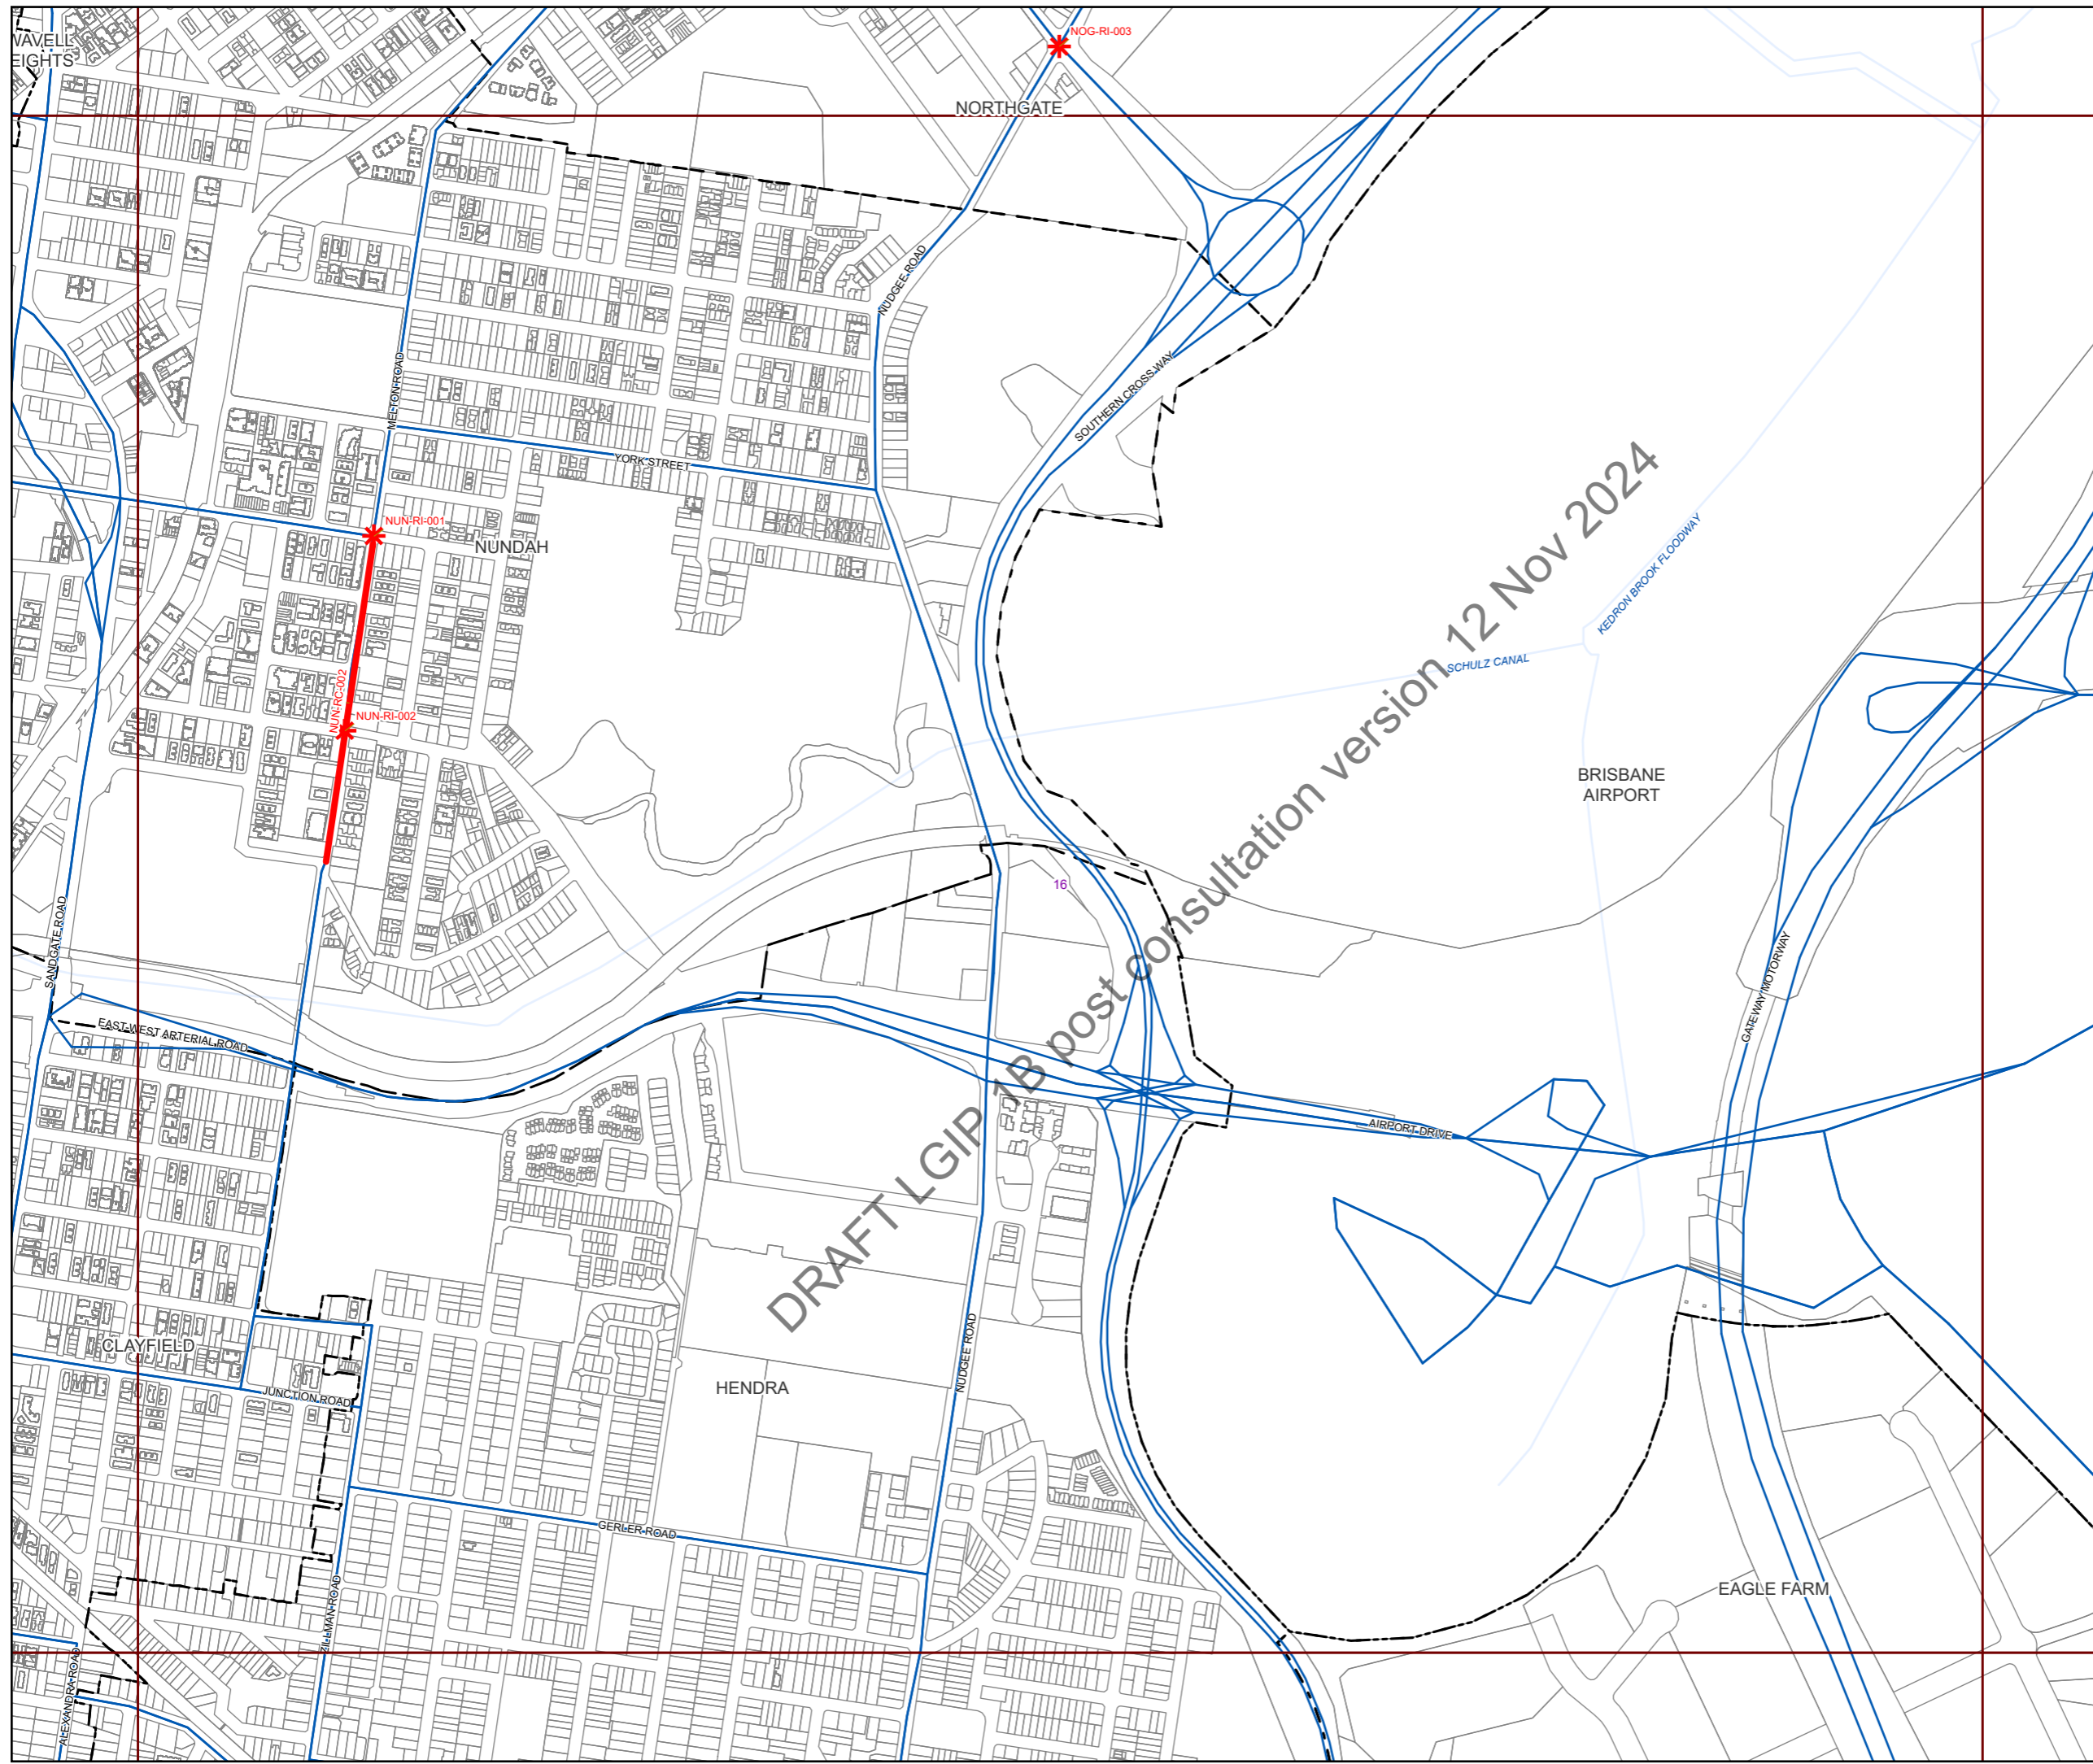 WAVELL
EIGHTS
NOG-RI-003
NORTHGATE
NUDGEE ROAD
MELTON ROAD
SOUTHERN CROSS WAY
YORK STREET
NUN-RI-001
NUNDAH
KEDRON BROOK FLOODWAY
SCHULZ CANAL
NUN-RC-002
NUN-RI-002
BRISBANE
AIRPORT
16
SANDGATE ROAD
GATEWAY MOTORWAY
EAST-WEST ARTERIAL ROAD
AIRPORT DRIVE
DRAFT LGIP 1B post consultation version 12 Nov 2024
CLAYFIELD
NUDGEE ROAD
JUNCTION ROAD
HENDRA
GERLER ROAD
EAGLE FARM
ZILLMAN ROAD
ALEXANDRA ROAD